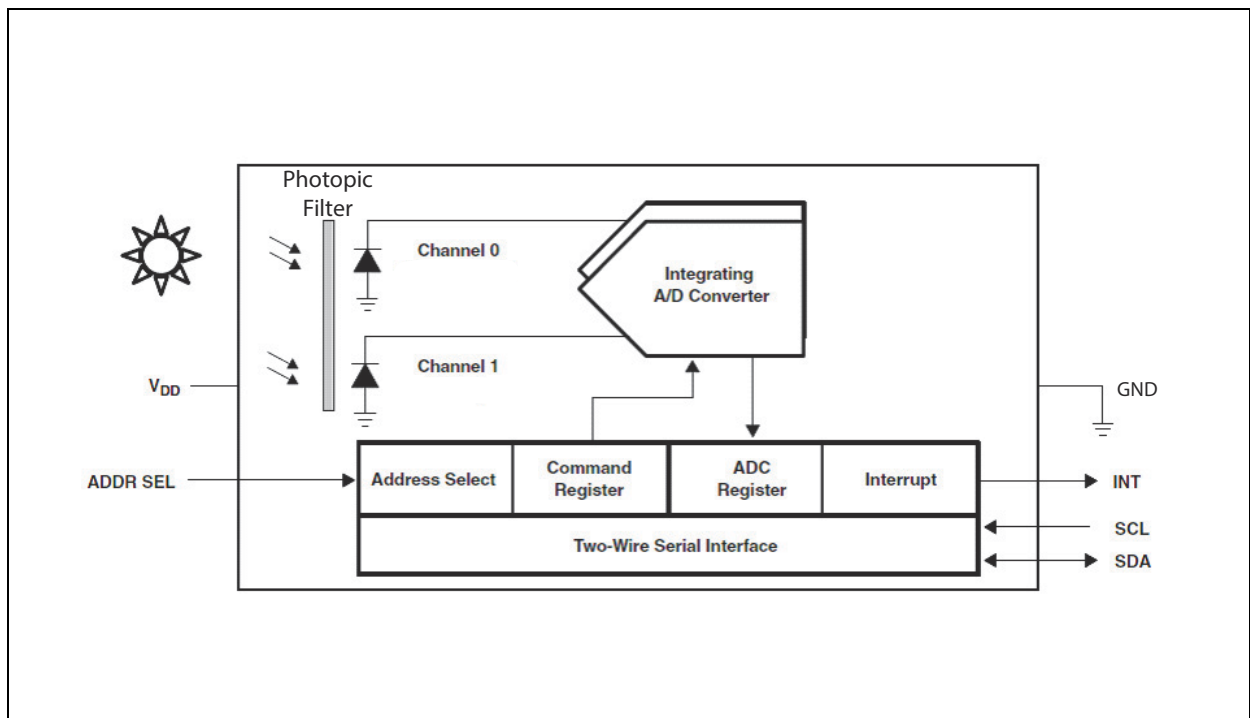 Photopic
Filter
Channel 0
Integrating
A/D Converter
Channel 1
VDD
GND
ADDR SEL
Address Select
Command
Register
ADC
Register
Interrupt
INT
SCL
Two-Wire Serial Interface
SDA